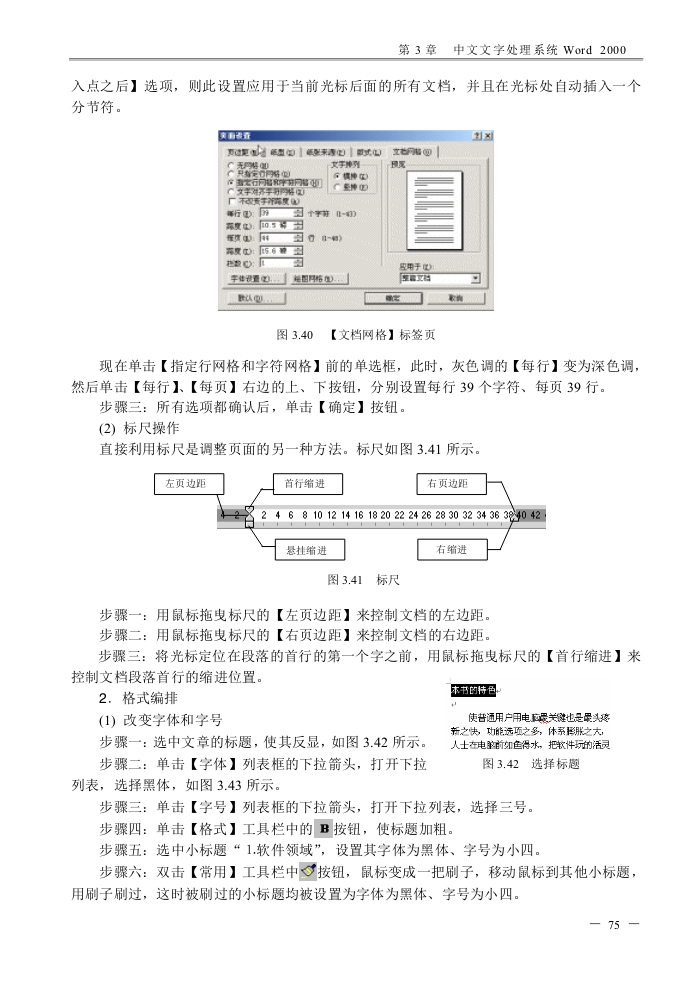 第 3 章 中文文字处理系统 Word 2000
入点之后】选项，则此设置应用于当前光标后面的所有文档，并且在光标处自动插入一个
分节符。
页面设置
纸型(S)
纸张来源(P)
版式(L)
文档网格(G)
无网格(N)
只指定行网格(O)
指定行网格和字符网格(H)
文字对齐字符网格(X)
文字排列
横排(Z)
竖排(V)
预览
每行(E): 39 个字符 (1-43)
跨度(I): 10.5 磅
每页(G): 44 行 (1-48)
跨度(T): 15.6 磅
栏数(C): 1
应用于(Y):
整篇文档
字体设置(F)...
绘图网格(W)...
默认(D)...
确定
取消
图 3.40 【文档网格】标签页
现在单击【指定行网格和字符网格】前的单选框，此时，灰色调的【每行】变为深色调，
然后单击【每行】、【每页】右边的上、下按钮，分别设置每行 39 个字符、每页 39 行。
步骤三：所有选项都确认后，单击【确定】按钮。
(2) 标尺操作
直接利用标尺是调整页面的另一种方法。标尺如图 3.41 所示。
左页边距
首行缩进
右页边距
4 2 2 4 6 8 10 12 14 16 18 20 22 24 26 28 30 32 34 36 38 40 42
悬挂缩进
右缩进
图 3.41 标尺
步骤一：用鼠标拖曳标尺的【左页边距】来控制文档的左边距。
步骤二：用鼠标拖曳标尺的【右页边距】来控制文档的右边距。
步骤三：将光标定位在段落的首行的第一个字之前，用鼠标拖曳标尺的【首行缩进】来
控制文档段落首行的缩进位置。
2．格式编排
(1) 改变字体和字号
步骤一：选中文章的标题，使其反显，如图 3.42 所示。
步骤二：单击【字体】列表框的下拉箭头，打开下拉
列表，选择黑体，如图 3.43 所示。
本书的特色
使普通用户用电脑最关键也是最头疼
新之快，功能选项之多，体系膨胀之大，
人士在电脑前如鱼得水，把软件玩的活灵
图 3.42 选择标题
步骤三：单击【字号】列表框的下拉箭头，打开下拉列表，选择三号。
步骤四：单击【格式】工具栏中的 B 按钮，使标题加粗。
步骤五：选中小标题“ 1.软件领域”，设置其字体为黑体、字号为小四。
步骤六：双击【常用】工具栏中 按钮，鼠标变成一把刷子，移动鼠标到其他小标题，
用刷子刷过，这时被刷过的小标题均被设置为字体为黑体、字号为小四。
— 75 —